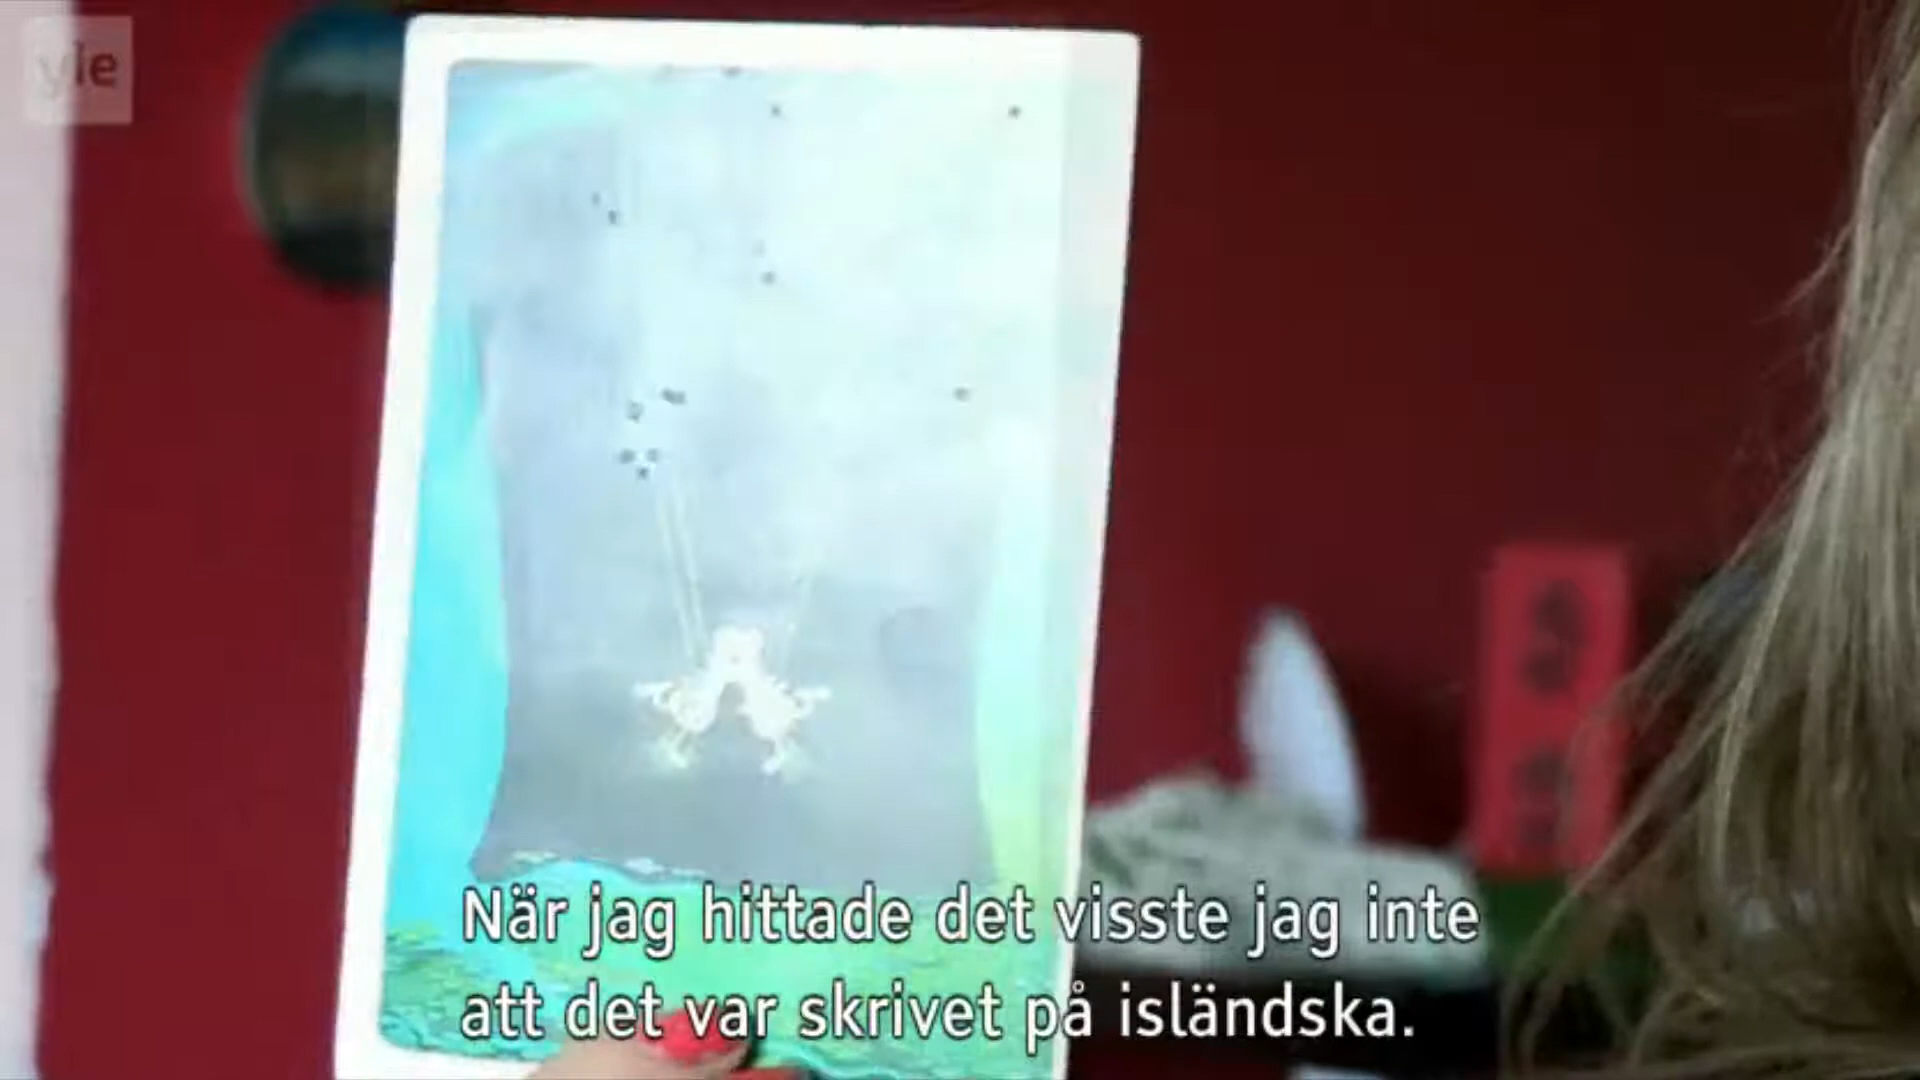 yle
När jag hittade det visste jag inte
att det var skrivet på isländska.